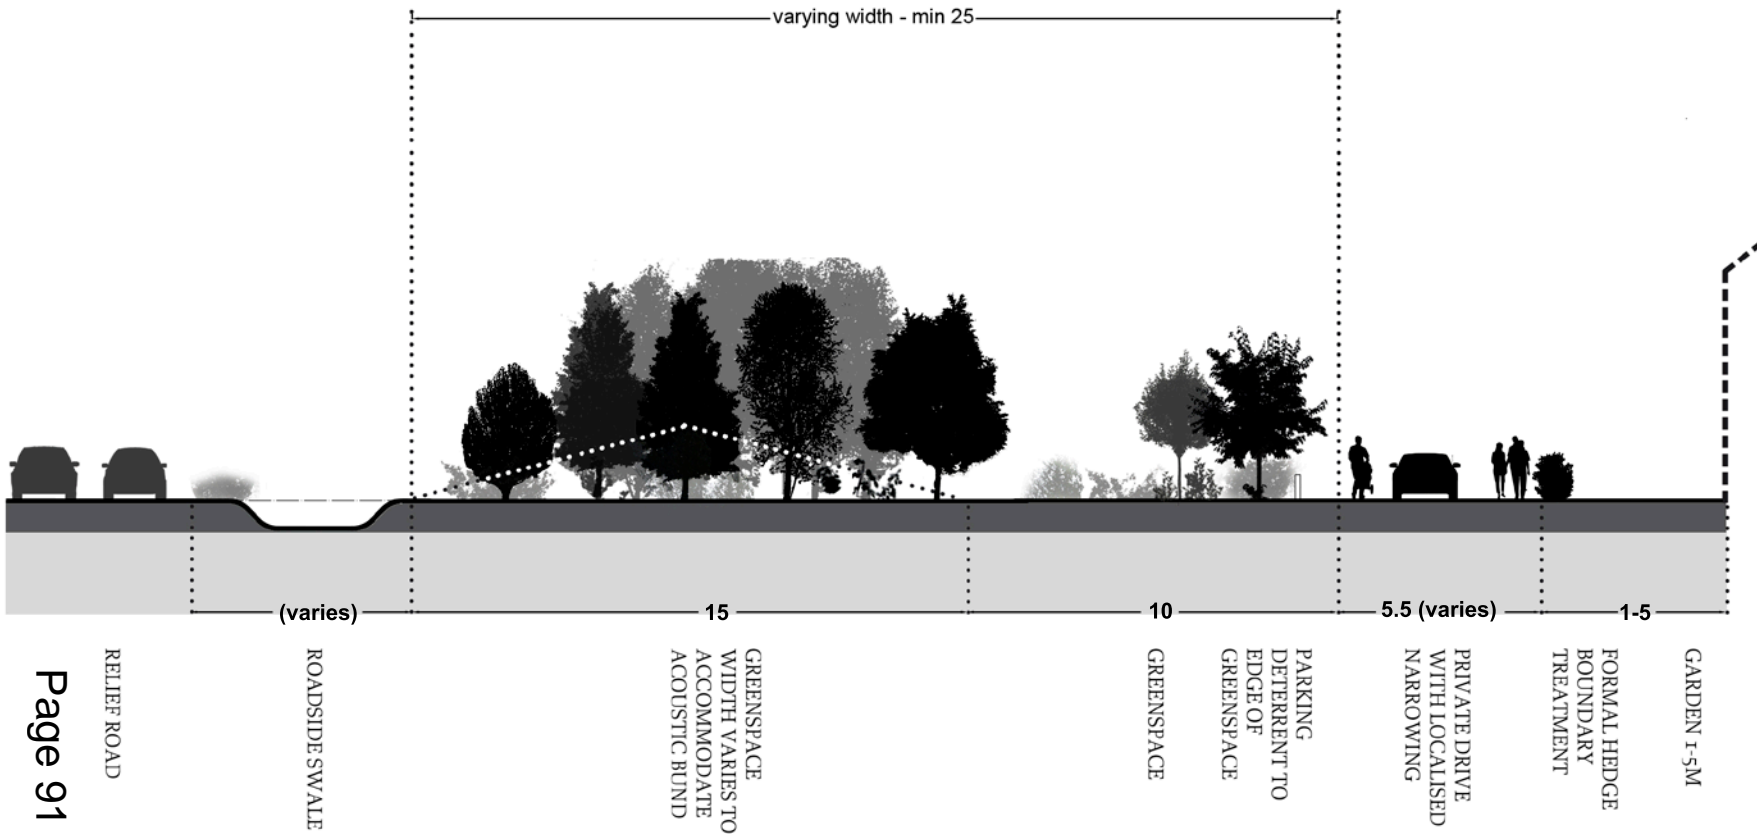 varying width - min 25
(varies)
15
10
5.5 (varies)
1-5
RELIEF ROAD
ROADSIDE SWALE
GREENSPACE
WIDTH VARIES TO
ACCOMMODATE
ACOUSTIC BUND
GREENSPACE
PARKING
DETERRENT TO
EDGE OF
GREENSPACE
PRIVATE DRIVE
WITH LOCALISED
NARROWING
FORMAL HEDGE
BOUNDARY
TREATMENT
GARDEN 1-5M
Page 91